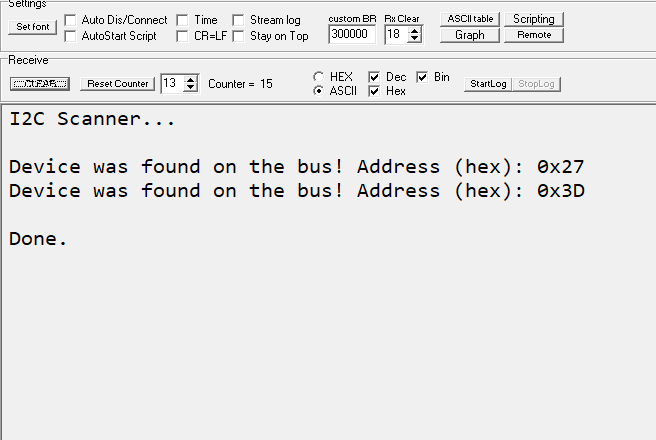 Settings
Set font
Auto Dis/Connect
Time
Stream log
custom BR
Rx Clear
ASCII table
Scripting
AutoStart Script
CR=LF
Stay on Top
300000
18
Graph
Remote
Receive
CLEAR
Reset Counter
13
Counter = 15
HEX
Dec
Bin
ASCII
Hex
StartLog
StopLog
I2C Scanner...
Device was found on the bus! Address (hex): 0x27
Device was found on the bus! Address (hex): 0x3D
Done.